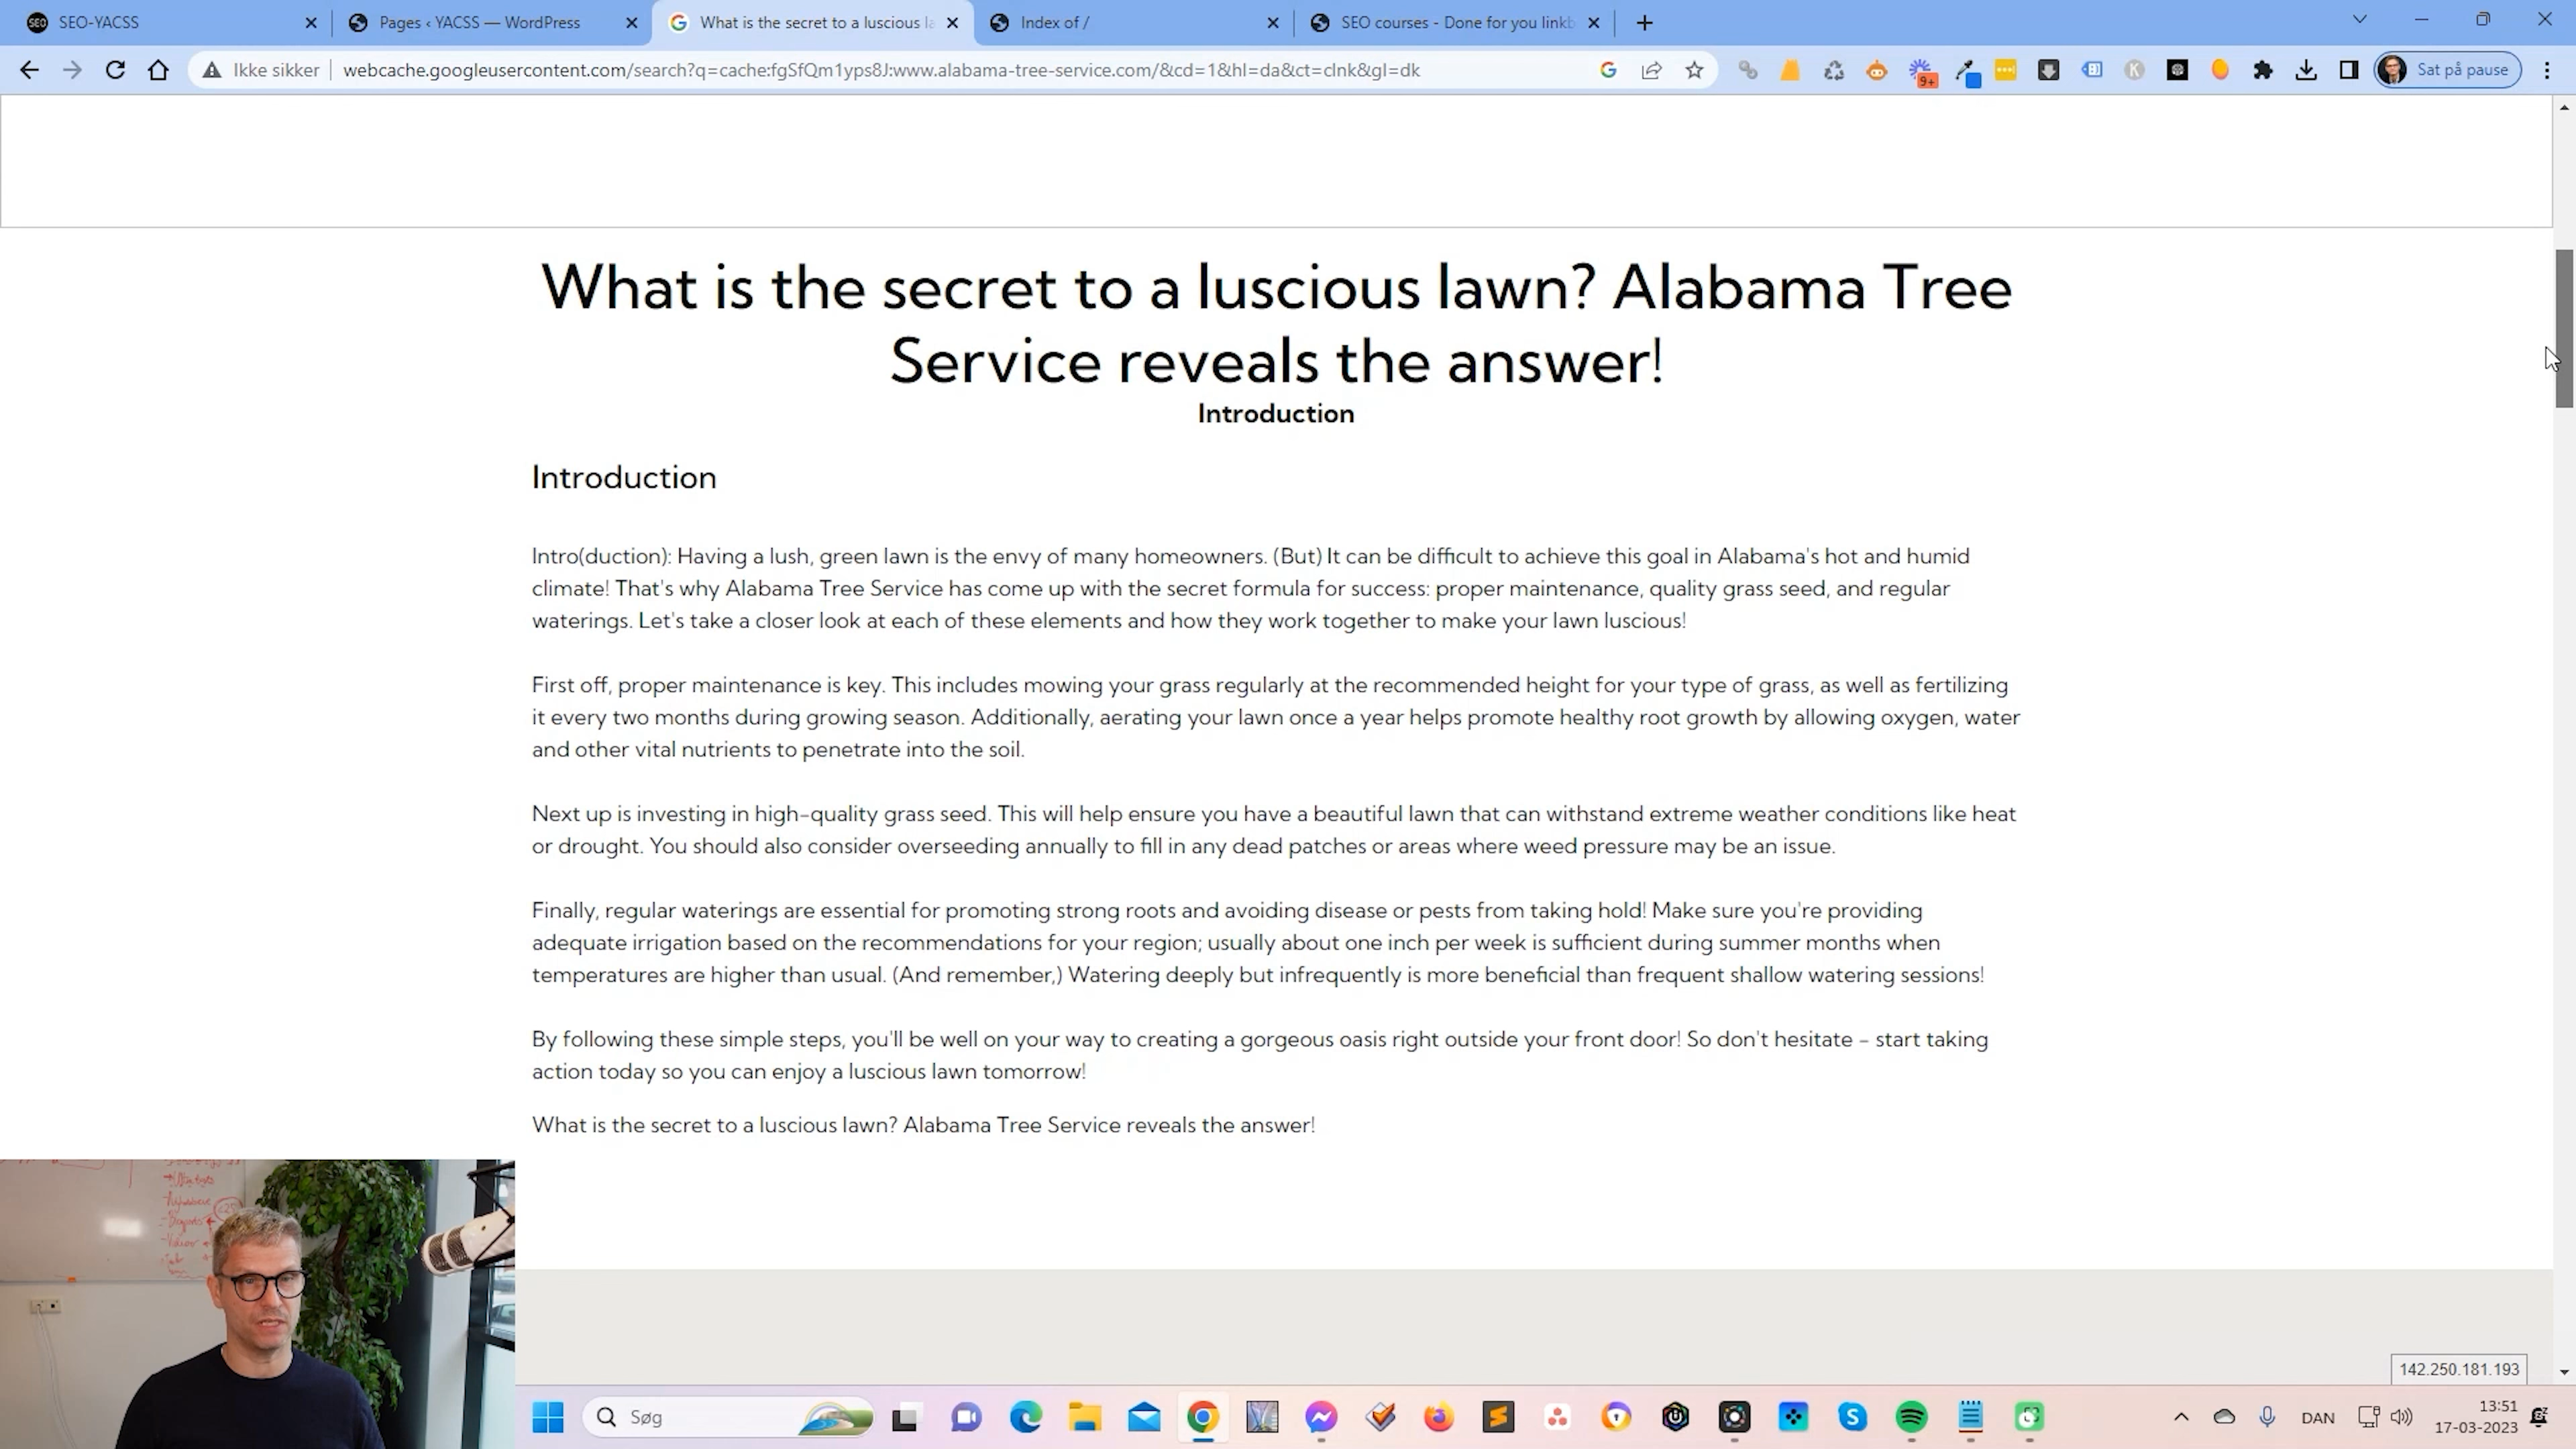 SEO-YACSS
Pages ‹ YACSS — WordPress
What is the secret to a luscious la
Index of /
SEO courses - Done for you linkb
Ikke sikker
webcache.googleusercontent.com/search?q=cache:fgSfQm1yps8J:www.alabama-tree-service.com/&cd=1&hl=da&ct=clnk&gl=dk
9+
Sat på pause
What is the secret to a luscious lawn? Alabama Tree
Service reveals the answer!
Introduction
Introduction
Intro(duction): Having a lush, green lawn is the envy of many homeowners. (But) It can be difficult to achieve this goal in Alabama's hot and humid
climate! That's why Alabama Tree Service has come up with the secret formula for success: proper maintenance, quality grass seed, and regular
waterings. Let's take a closer look at each of these elements and how they work together to make your lawn luscious!
First off, proper maintenance is key. This includes mowing your grass regularly at the recommended height for your type of grass, as well as fertilizing
it every two months during growing season. Additionally, aerating your lawn once a year helps promote healthy root growth by allowing oxygen, water
and other vital nutrients to penetrate into the soil.
Next up is investing in high-quality grass seed. This will help ensure you have a beautiful lawn that can withstand extreme weather conditions like heat
or drought. You should also consider overseeding annually to fill in any dead patches or areas where weed pressure may be an issue.
Finally, regular waterings are essential for promoting strong roots and avoiding disease or pests from taking hold! Make sure you're providing
adequate irrigation based on the recommendations for your region; usually about one inch per week is sufficient during summer months when
temperatures are higher than usual. (And remember,) Watering deeply but infrequently is more beneficial than frequent shallow watering sessions!
By following these simple steps, you'll be well on your way to creating a gorgeous oasis right outside your front door! So don't hesitate – start taking
action today so you can enjoy a luscious lawn tomorrow!
What is the secret to a luscious lawn? Alabama Tree Service reveals the answer!
142.250.181.193
Søg
DAN
13:51
17-03-2023